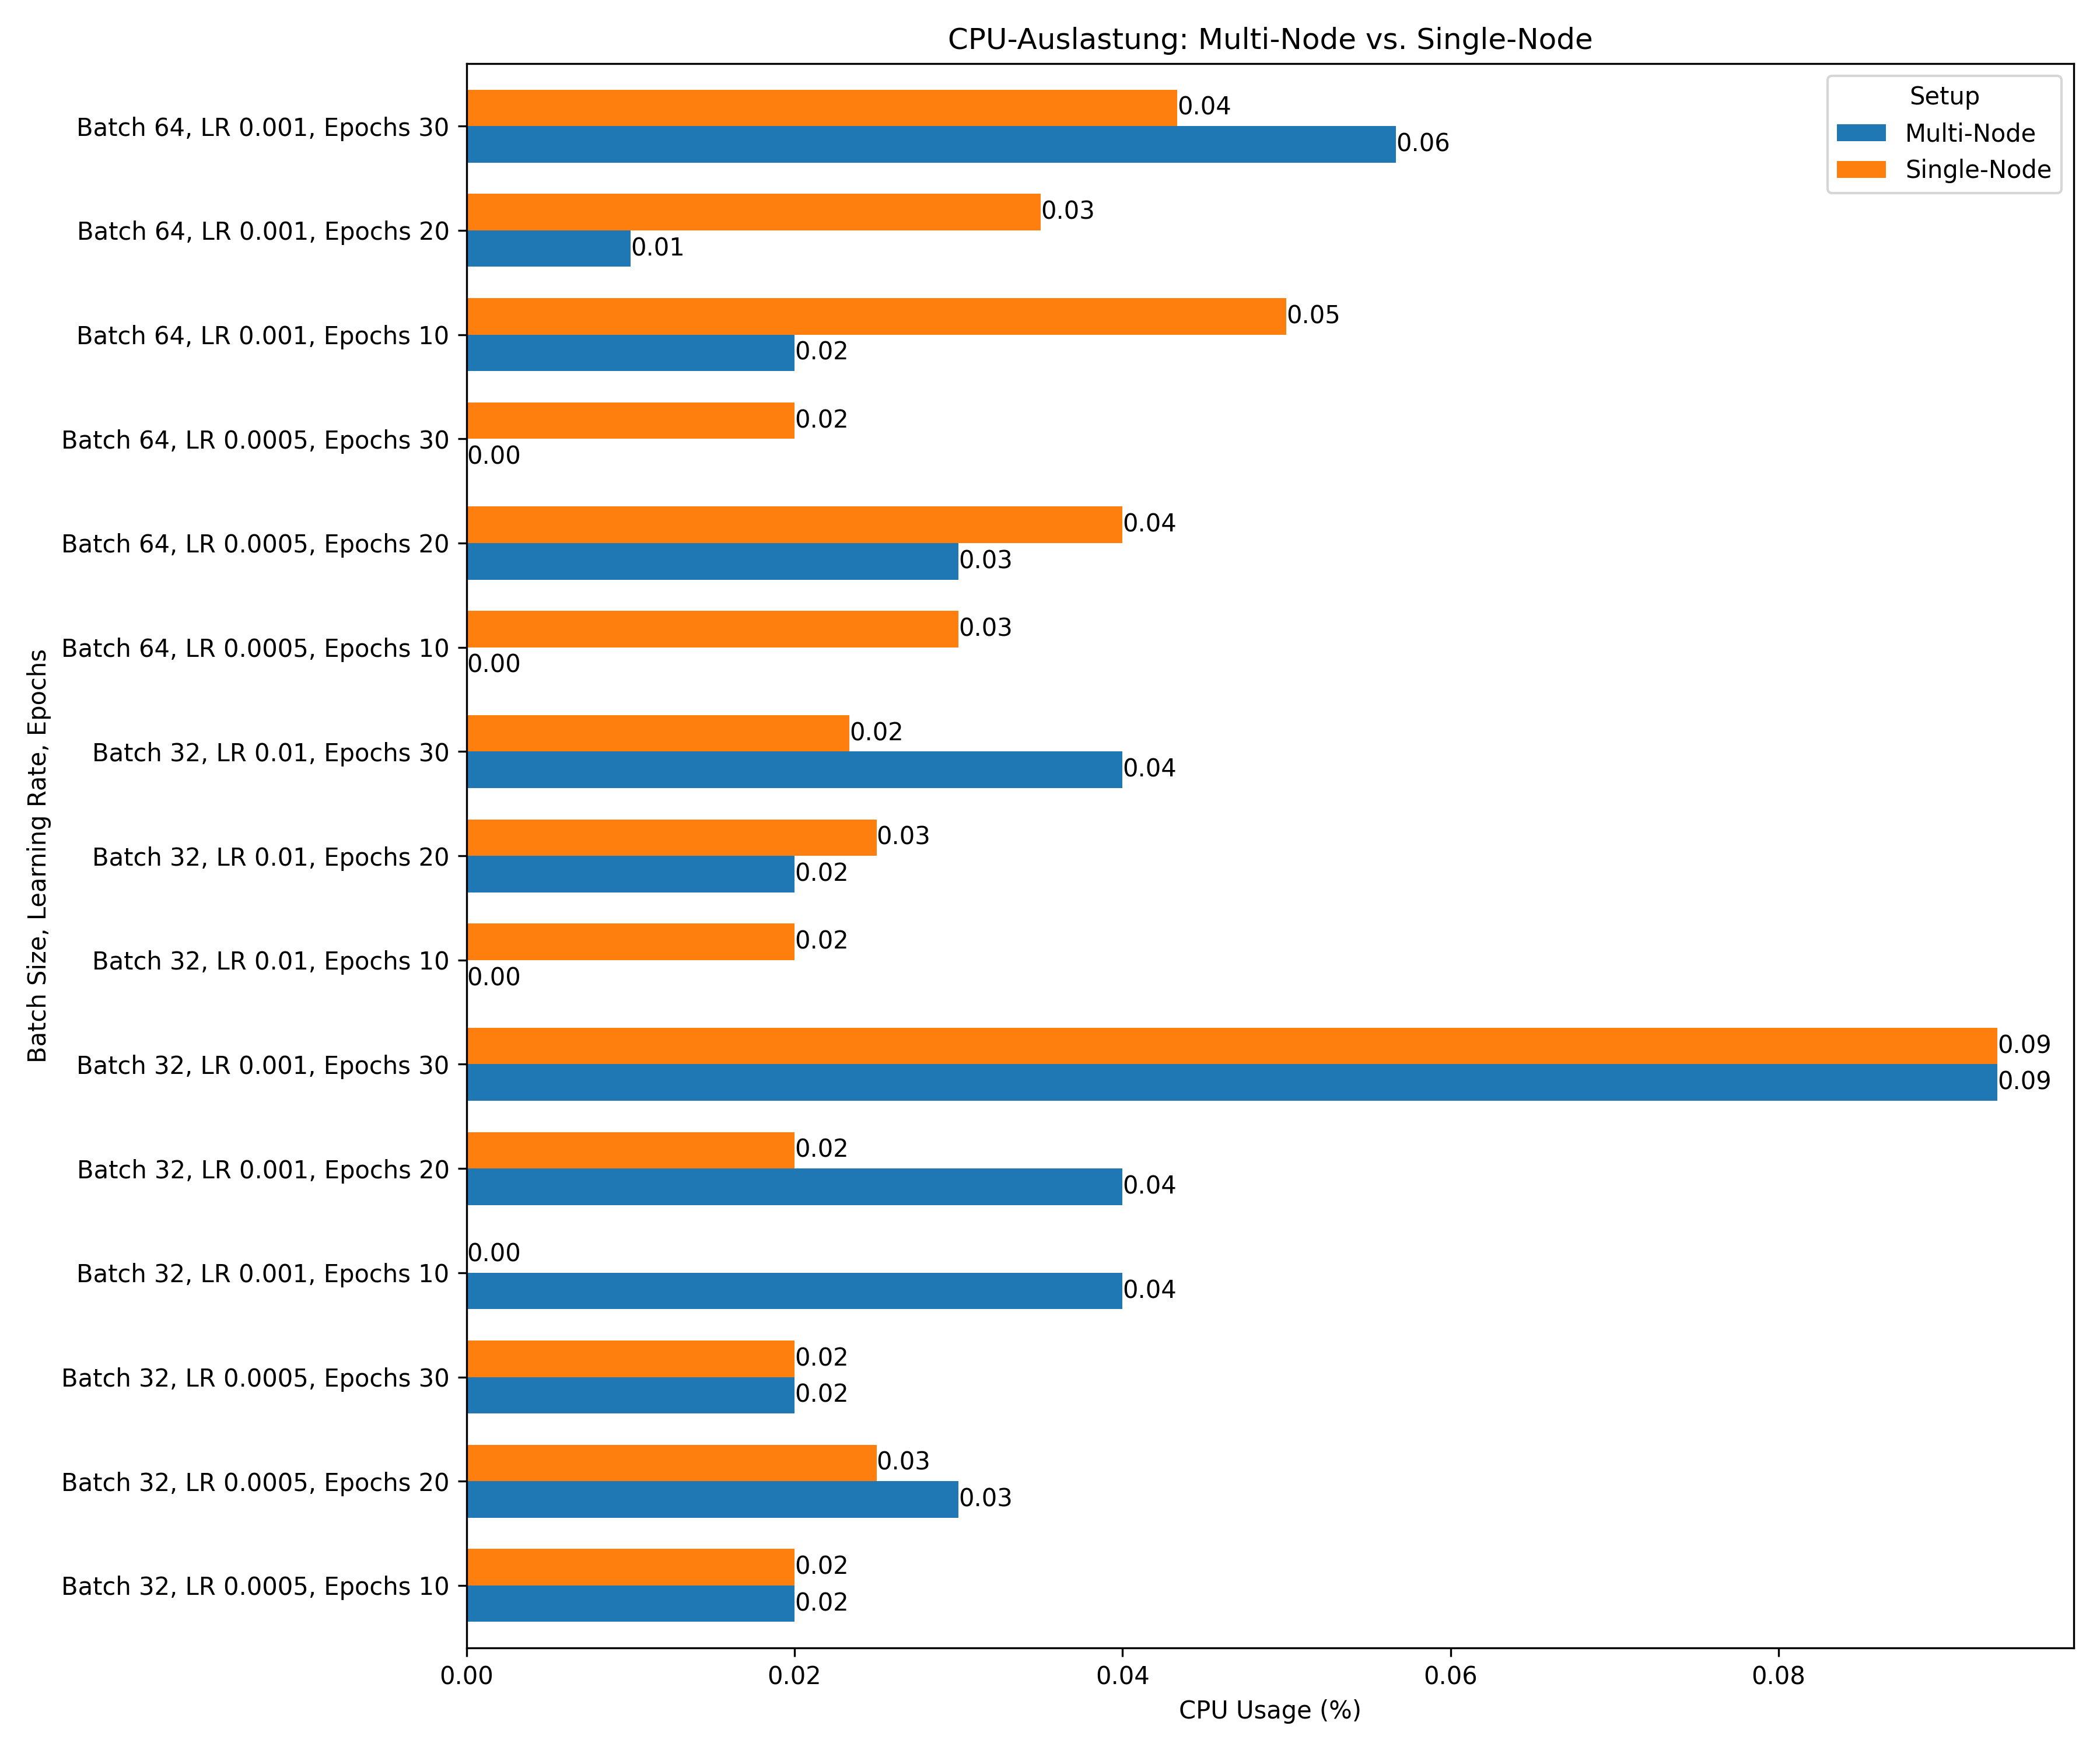 CPU-Auslastung: Multi-Node vs. Single-Node
Setup
Multi-Node
Single-Node
Batch Size, Learning Rate, Epochs
Batch 64, LR 0.001, Epochs 30
0.04
0.06
Batch 64, LR 0.001, Epochs 20
0.03
0.01
Batch 64, LR 0.001, Epochs 10
0.05
0.02
Batch 64, LR 0.0005, Epochs 30
0.02
0.00
Batch 64, LR 0.0005, Epochs 20
0.04
0.03
Batch 64, LR 0.0005, Epochs 10
0.03
0.00
Batch 32, LR 0.01, Epochs 30
0.02
0.04
Batch 32, LR 0.01, Epochs 20
0.03
0.02
Batch 32, LR 0.01, Epochs 10
0.02
0.00
Batch 32, LR 0.001, Epochs 30
0.09
0.09
Batch 32, LR 0.001, Epochs 20
0.02
0.04
Batch 32, LR 0.001, Epochs 10
0.00
0.04
Batch 32, LR 0.0005, Epochs 30
0.02
0.02
Batch 32, LR 0.0005, Epochs 20
0.03
0.03
Batch 32, LR 0.0005, Epochs 10
0.02
0.02
0.00 0.02 0.04 0.06 0.08
CPU Usage (%)